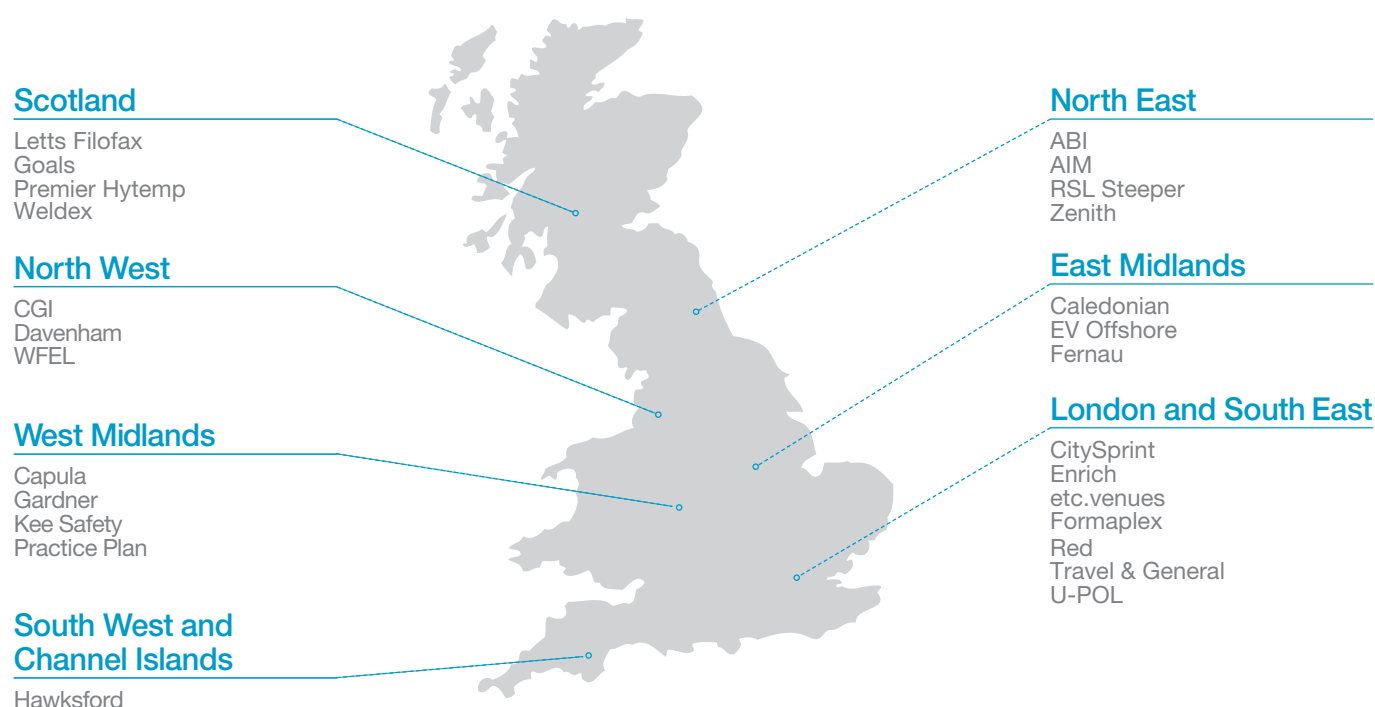 Scotland
Letts Filofax
Goals
Premier Hytemp
Weldex
North West
CGI
Davenham
WFEL
West Midlands
Capula
Gardner
Kee Safety
Practice Plan
South West and
Channel Islands
Hawksford
North East
ABI
AIM
RSL Steeper
Zenith
East Midlands
Caledonian
EV Offshore
Fernau
London and South East
CitySprint
Enrich
etc.venues
Formaplex
Red
Travel & General
U-POL